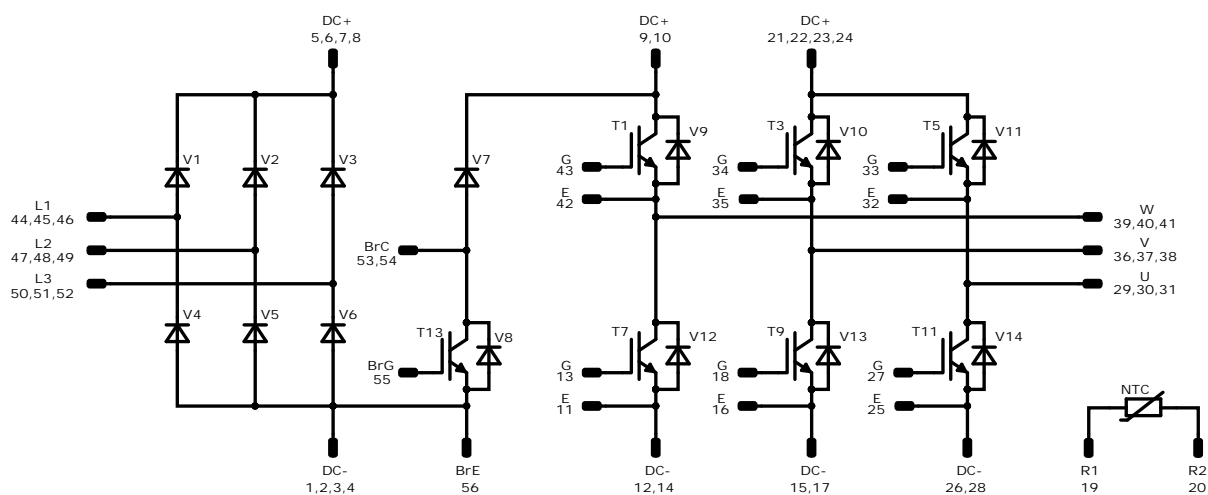 DC+
5,6,7,8
DC+
9,10
DC+
21,22,23,24
T1
V9
T3
V10
T5
V11
V1
V2
V3
V7
G
43
G
34
G
33
E
42
E
35
E
32
L1
44,45,46
W
39,40,41
L2
47,48,49
BrC
53,54
V
36,37,38
L3
50,51,52
U
29,30,31
V4
V5
V6
T13
V8
T7
V12
T9
V13
T11
V14
BrG
55
G
13
G
18
G
27
E
11
E
16
E
25
NTC
DC-
1,2,3,4
BrE
56
DC-
12,14
DC-
15,17
DC-
26,28
R1
19
R2
20